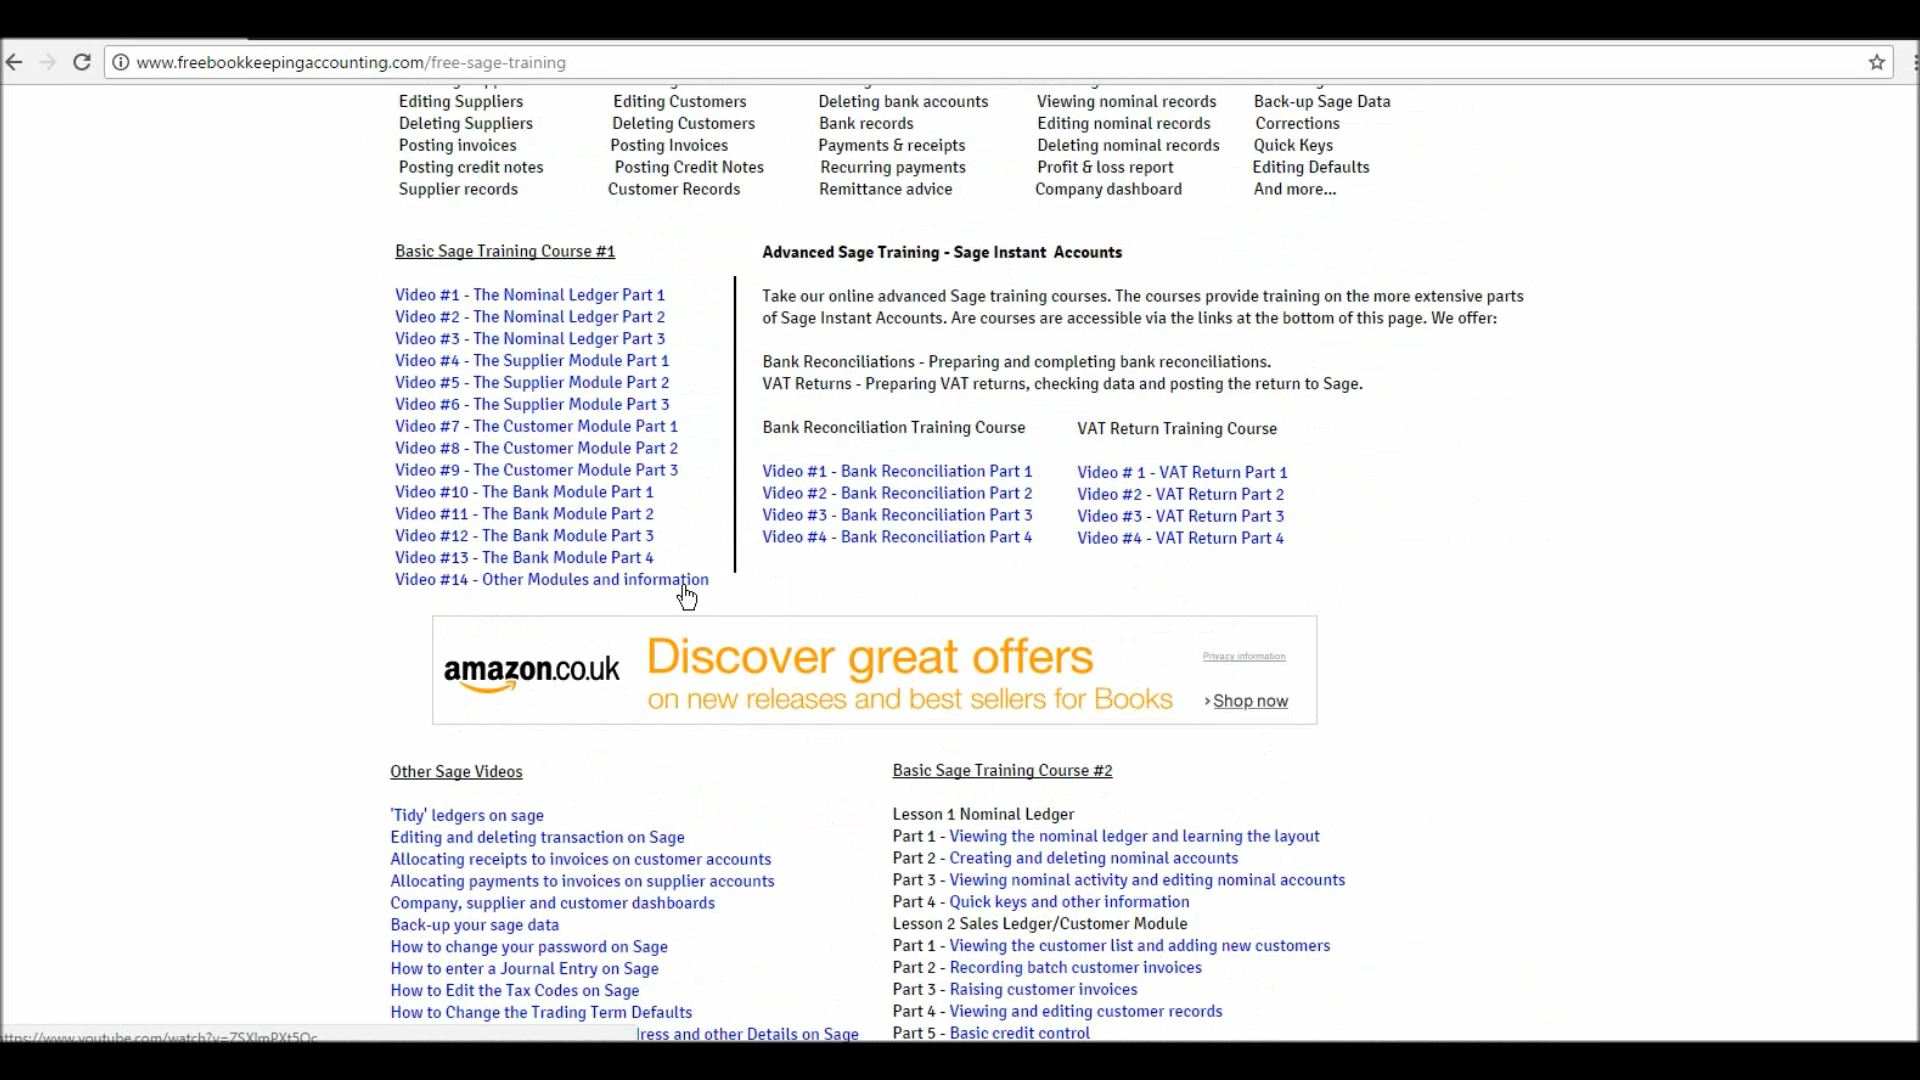 www.freebookkeepingaccounting.com/free-sage-training
Editing Suppliers Editing Customers Deleting bank accounts Viewing nominal records Back-up Sage Data
Deleting Suppliers Deleting Customers Bank records Editing nominal records Corrections
Posting invoices Posting Invoices Payments & receipts Deleting nominal records Quick Keys
Posting credit notes Posting Credit Notes Recurring payments Profit & loss report Editing Defaults
Supplier records Customer Records Remittance advice Company dashboard And more...
Basic Sage Training Course #1
Video #1 - The Nominal Ledger Part 1
Video #2 - The Nominal Ledger Part 2
Video #3 - The Nominal Ledger Part 3
Video #4 - The Supplier Module Part 1
Video #5 - The Supplier Module Part 2
Video #6 - The Supplier Module Part 3
Video #7 - The Customer Module Part 1
Video #8 - The Customer Module Part 2
Video #9 - The Customer Module Part 3
Video #10 - The Bank Module Part 1
Video #11 - The Bank Module Part 2
Video #12 - The Bank Module Part 3
Video #13 - The Bank Module Part 4
Video #14 - Other Modules and information
Advanced Sage Training - Sage Instant Accounts
Take our online advanced Sage training courses. The courses provide training on the more extensive parts
of Sage Instant Accounts. Are courses are accessible via the links at the bottom of this page. We offer:
Bank Reconciliations - Preparing and completing bank reconciliations.
VAT Returns - Preparing VAT returns, checking data and posting the return to Sage.
Bank Reconciliation Training Course
Video #1 - Bank Reconciliation Part 1
Video #2 - Bank Reconciliation Part 2
Video #3 - Bank Reconciliation Part 3
Video #4 - Bank Reconciliation Part 4
VAT Return Training Course
Video # 1 - VAT Return Part 1
Video #2 - VAT Return Part 2
Video #3 - VAT Return Part 3
Video #4 - VAT Return Part 4
amazon.co.uk
Discover great offers
on new releases and best sellers for Books
Privacy information
> Shop now
Other Sage Videos
'Tidy' ledgers on sage
Editing and deleting transaction on Sage
Allocating receipts to invoices on customer accounts
Allocating payments to invoices on supplier accounts
Company, supplier and customer dashboards
Back-up your sage data
How to change your password on Sage
How to enter a Journal Entry on Sage
How to Edit the Tax Codes on Sage
How to Change the Trading Term Defaults
and other Details on Sage
Basic Sage Training Course #2
Lesson 1 Nominal Ledger
Part 1 - Viewing the nominal ledger and learning the layout
Part 2 - Creating and deleting nominal accounts
Part 3 - Viewing nominal activity and editing nominal accounts
Part 4 - Quick keys and other information
Lesson 2 Sales Ledger/Customer Module
Part 1 - Viewing the customer list and adding new customers
Part 2 - Recording batch customer invoices
Part 3 - Raising customer invoices
Part 4 - Viewing and editing customer records
Part 5 - Basic credit control